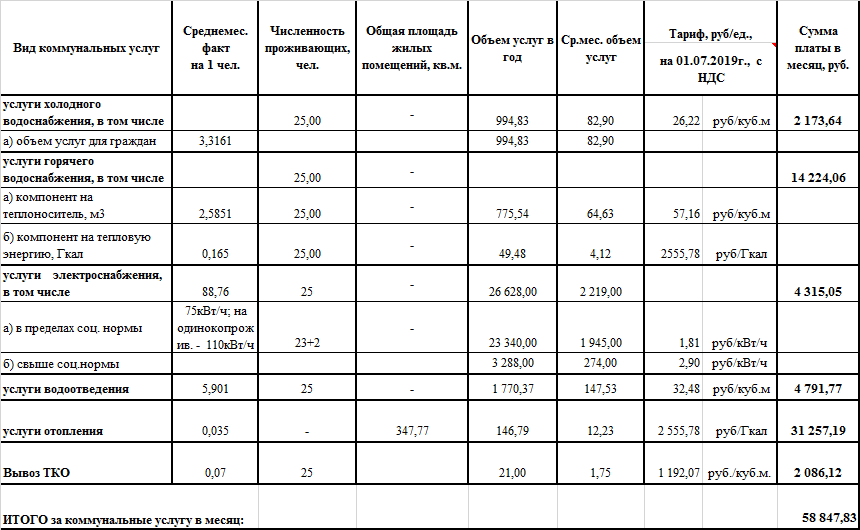 Вид коммунальных услуг | Среднемес. факт на 1 чел. | Численность проживающих, чел. | Общая площадь жилых помещений, кв.м. | Объем услуг в год | Ср.мес. объем услуг | Тариф, руб/ед., на 01.07.2019г., с НДС | Сумма платы в месяц, руб.
услуги холодного водоснабжения, в том числе | | 25,00 | - | 994,83 | 82,90 | 26,22 | руб/куб.м | 2 173,64
а) объем услуг для граждан | 3,3161 | | | 994,83 | 82,90
услуги горячего водоснабжения, в том числе | | 25,00 | - | | | | | 14 224,06
а) компонент на теплоноситель, м3 | 2,5851 | 25,00 | - | 775,54 | 64,63 | 57,16 | руб/куб.м
б) компонент на тепловую энергию, Гкал | 0,165 | 25,00 | - | 49,48 | 4,12 | 2555,78 | руб/Гкал
услуги электроснабжения, в том числе | 88,76 | 25 | - | 26 628,00 | 2 219,00 | | | 4 315,05
а) в пределах соц. нормы | 75кВт/ч; на одинокопрож ив. - 110кВт/ч | 23+2 | - | 23 340,00 | 1 945,00 | 1,81 | руб/кВт/ч
б) свыше соц.нормы | | | | 3 288,00 | 274,00 | 2,90 | руб/кВт/ч
услуги водоотведения | 5,901 | 25 | - | 1 770,37 | 147,53 | 32,48 | руб/куб.м | 4 791,77
услуги отопления | 0,035 | - | 347,77 | 146,79 | 12,23 | 2 555,78 | руб/Гкал | 31 257,19
Вывоз ТКО | 0,07 | 25 | | 21,00 | 1,75 | 1 192,07 | руб./куб.м. | 2 086,12
ИТОГО за коммунальные услугу в месяц: | 58 847,83